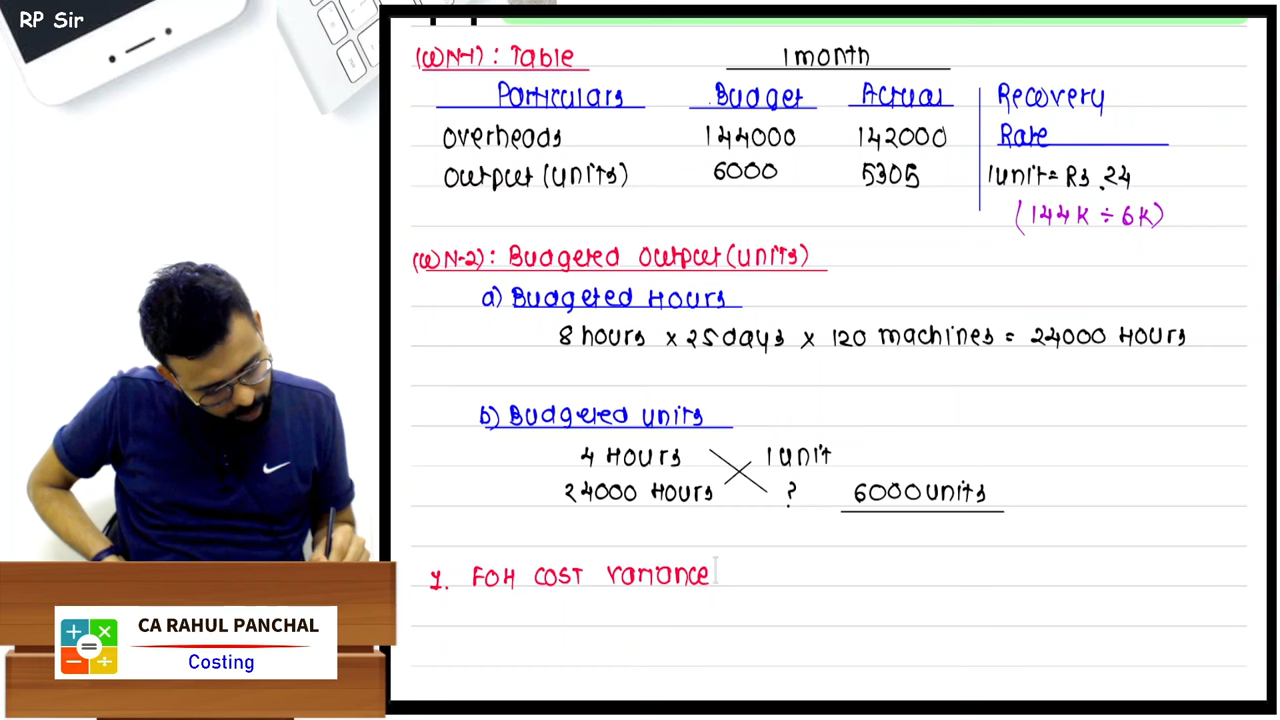 RP Sir
(WN-1) : Table 1 month
Particulars Budget Actual Recovery
overheads 144000 142000 Rate
output (units) 6000 5305 1unit = Rs .24
(144K ÷ 6K)
(WN-2) : Budgeted output (units)
a) Budgeted Hours
8 hours x 25 days x 120 machines = 24000 Hours
b) Budgeted units
4 Hours 1 unit
24000 Hours ? 6000 units
1. FOH COST variance
CA RAHUL PANCHAL
Costing